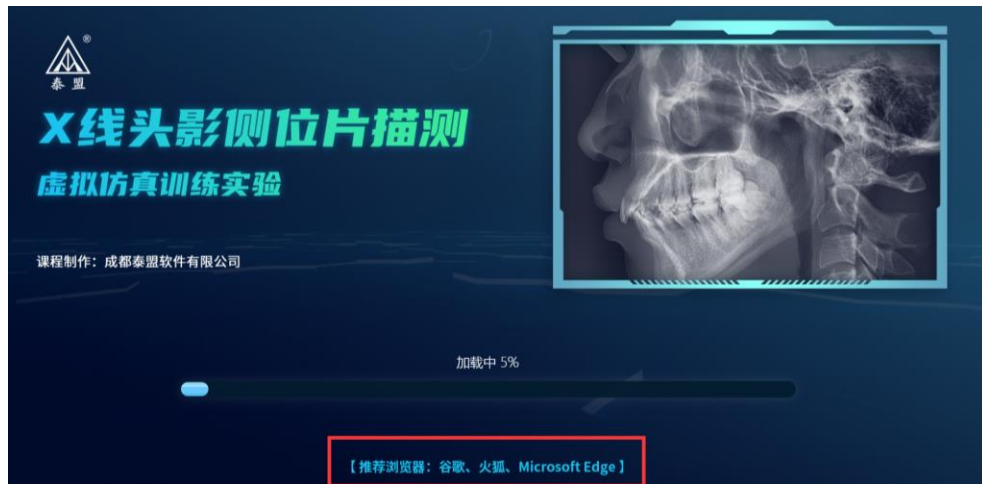 ®
泰盟
X线头影侧位片描测
虚拟仿真训练实验
课程制作：成都泰盟软件有限公司
加载中 5%
【推荐浏览器：谷歌、火狐、Microsoft Edge】